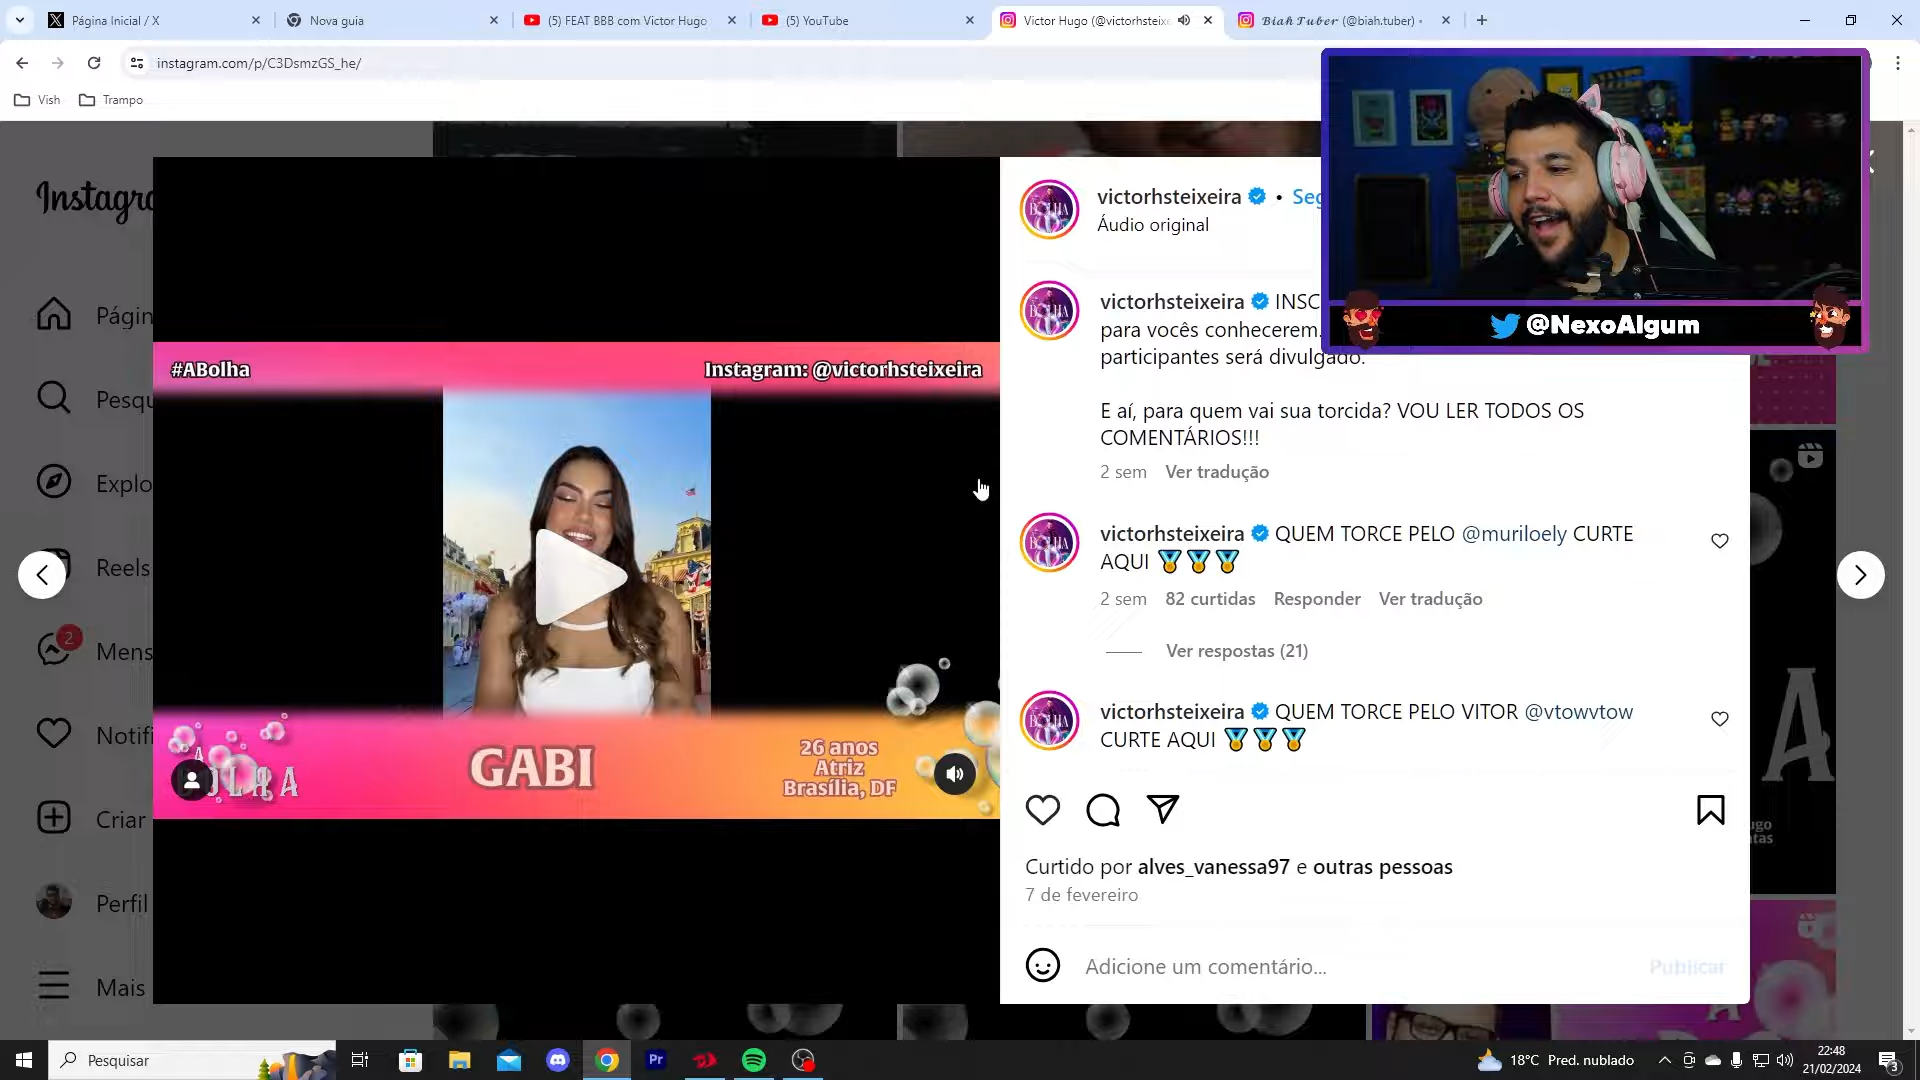 Página Inicial / X
Nova guia
(5) FEAT BBB com Victor Hugo
(5) YouTube
Victor Hugo (@victorhsteixe
𝓑𝓲𝓪𝓱 𝓣𝓾𝓫𝓮𝓻 (@biah.tuber) •
instagram.com/p/C3DsmzGS_he/
Vish
Trampo
Instagra
Págin
Pesqu
Explo
Reels
2
Mens
Notifi
Criar
Perfil
Mais
#ABolha
Instagram: @victorhsteixeira
GABI
26 anos
Atriz
Brasília, DF
A
BOLHA
victorhsteixeira • Seg
Áudio original
victorhsteixeira INSC
para vocês conhecerem.
participantes será divulgado.
E aí, para quem vai sua torcida? VOU LER TODOS OS
COMENTÁRIOS!!!
2 sem Ver tradução
victorhsteixeira QUEM TORCE PELO @muriloely CURTE
AQUI 🏅🏅🏅
2 sem 82 curtidas Responder Ver tradução
Ver respostas (21)
victorhsteixeira QUEM TORCE PELO VITOR @vtowvtow
CURTE AQUI 🏅🏅🏅
Curtido por alves_vanessa97 e outras pessoas
7 de fevereiro
Adicione um comentário...
Publicar
@NexoAlgum
A
Pesquisar
Pr
18°C Pred. nublado
22:48
21/02/2024
3